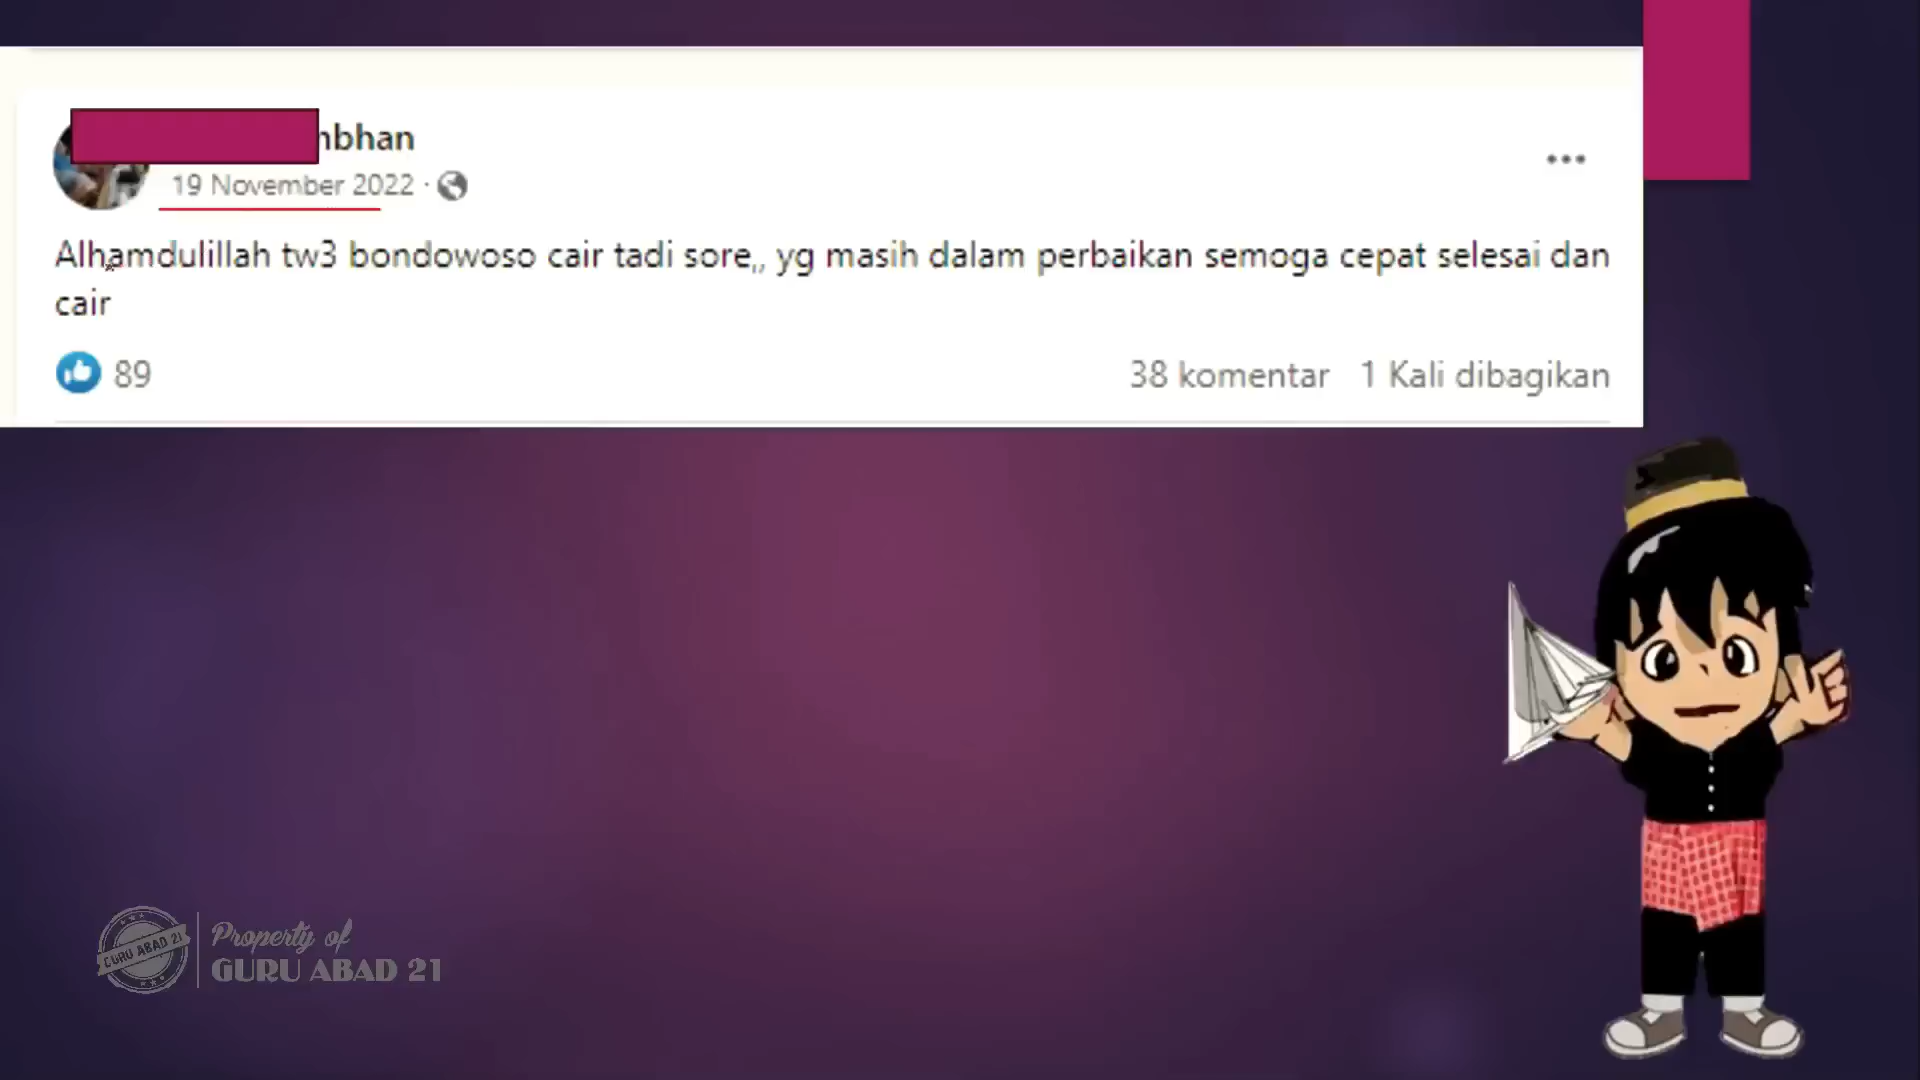 nbhan
19 November 2022 ·
Alhamdulillah tw3 bondowoso cair tadi sore,, yg masih dalam perbaikan semoga cepat selesai dan
cair
89
38 komentar 1 Kali dibagikan
GURU ABAD 21
Property of
GURU ABAD 21